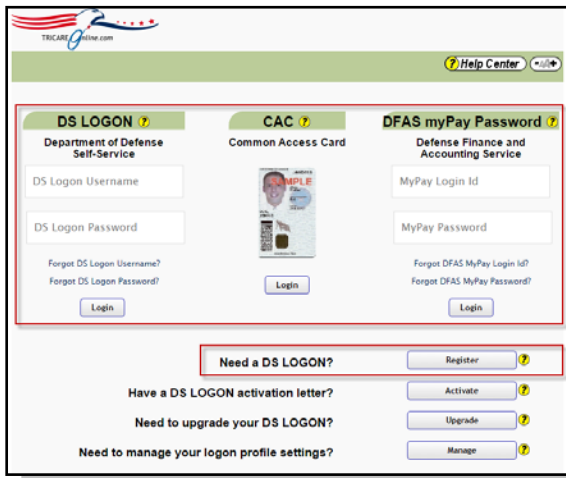 TRICARE Online.com
? Help Center
-A+
DS LOGON ?
Department of Defense
Self-Service
DS Logon Username
DS Logon Password
Forgot DS Logon Username?
Forgot DS Logon Password?
Login
CAC ?
Common Access Card
SAMPLE
Login
DFAS myPay Password ?
Defense Finance and
Accounting Service
MyPay Login Id
MyPay Password
Forgot DFAS MyPay Login Id?
Forgot DFAS MyPay Password?
Login
Need a DS LOGON? Register ?
Have a DS LOGON activation letter? Activate ?
Need to upgrade your DS LOGON? Upgrade ?
Need to manage your logon profile settings? Manage ?